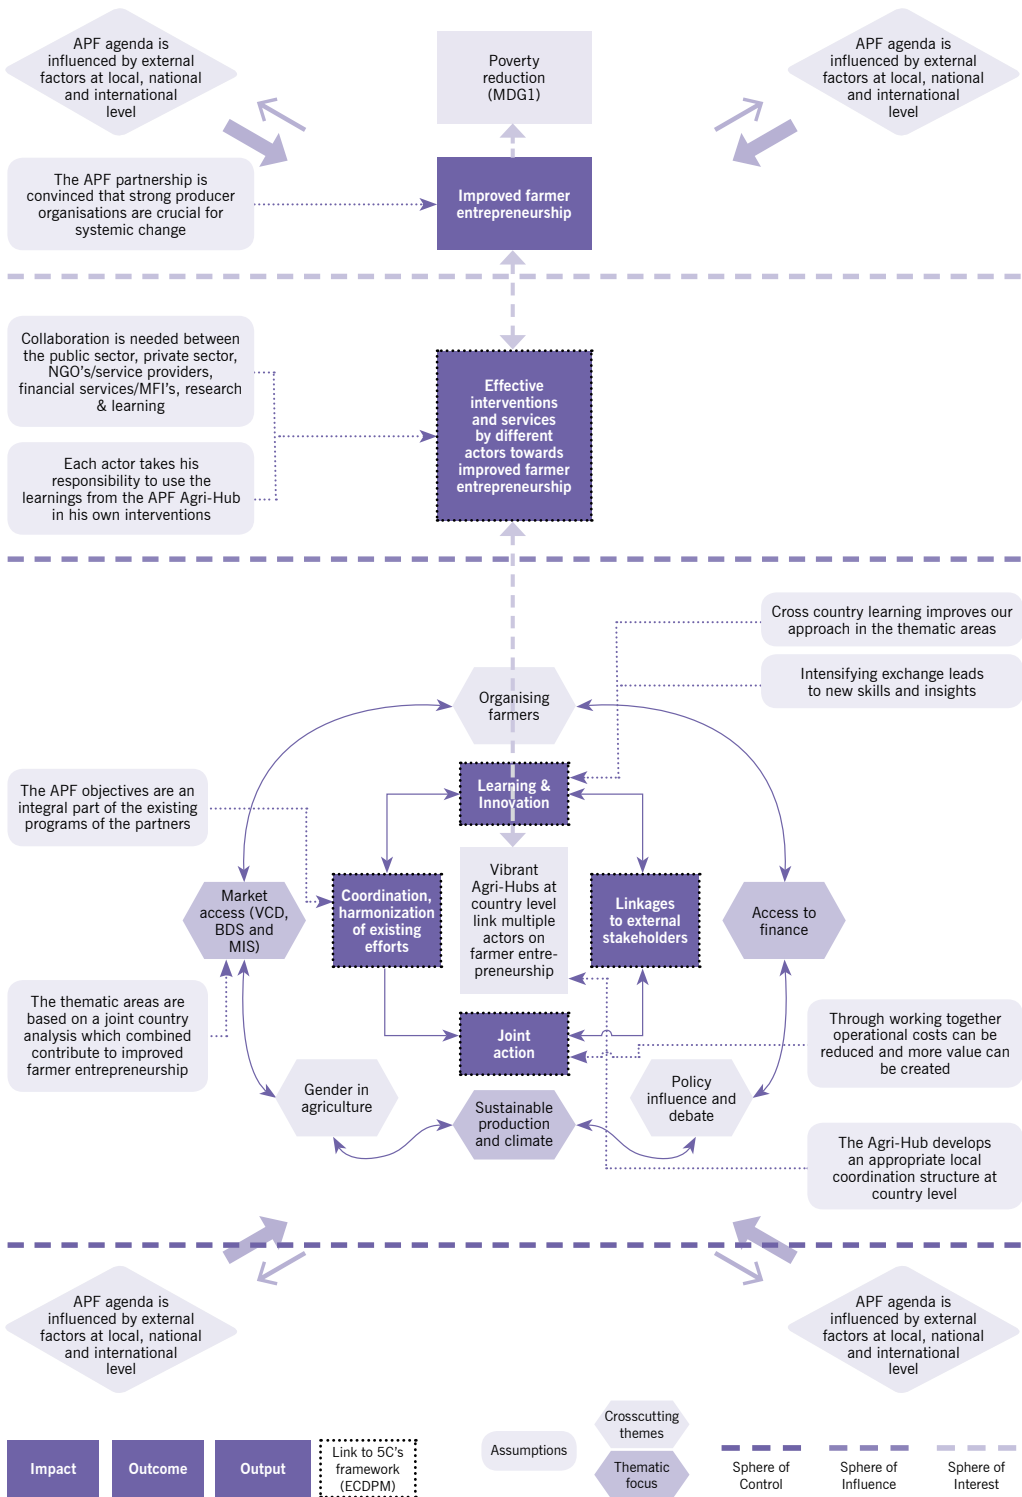 APF agenda is
influenced by external
factors at local, national
and international
level
Poverty
reduction
(MDG1)
APF agenda is
influenced by external
factors at local, national
and international
level
The APF partnership is
convinced that strong producer
organisations are crucial for
systemic change
Improved farmer
entrepreneurship
Collaboration is needed between
the public sector, private sector,
NGO's/service providers,
financial services/MFI's, research
& learning
Effective
interventions
and services
by different
actors towards
improved farmer
entrepreneurship
Each actor takes his
responsibility to use the
learnings from the APF Agri-Hub
in his own interventions
Cross country learning improves our
approach in the thematic areas
Intensifying exchange leads
to new skills and insights
Organising
farmers
Learning &
Innovation
The APF objectives are an
integral part of the existing
programs of the partners
Market
access (VCD,
BDS and
MIS)
Coordination,
harmonization
of existing
efforts
Vibrant
Agri-Hubs at
country level
link multiple
actors on
farmer entre-
preneurship
Linkages
to external
stakeholders
Access to
finance
The thematic areas are
based on a joint country
analysis which combined
contribute to improved
farmer entrepreneurship
Joint
action
Through working together
operational costs can be
reduced and more value can
be created
Gender in
agriculture
Sustainable
production
and climate
Policy
influence and
debate
The Agri-Hub develops
an appropriate local
coordination structure at
country level
APF agenda is
influenced by external
factors at local, national
and international
level
APF agenda is
influenced by external
factors at local, national
and international
level
Impact
Outcome
Output
Link to 5C's
framework
(ECDPM)
Assumptions
Crosscutting
themes
Thematic
focus
Sphere of
Control
Sphere of
Influence
Sphere of
Interest